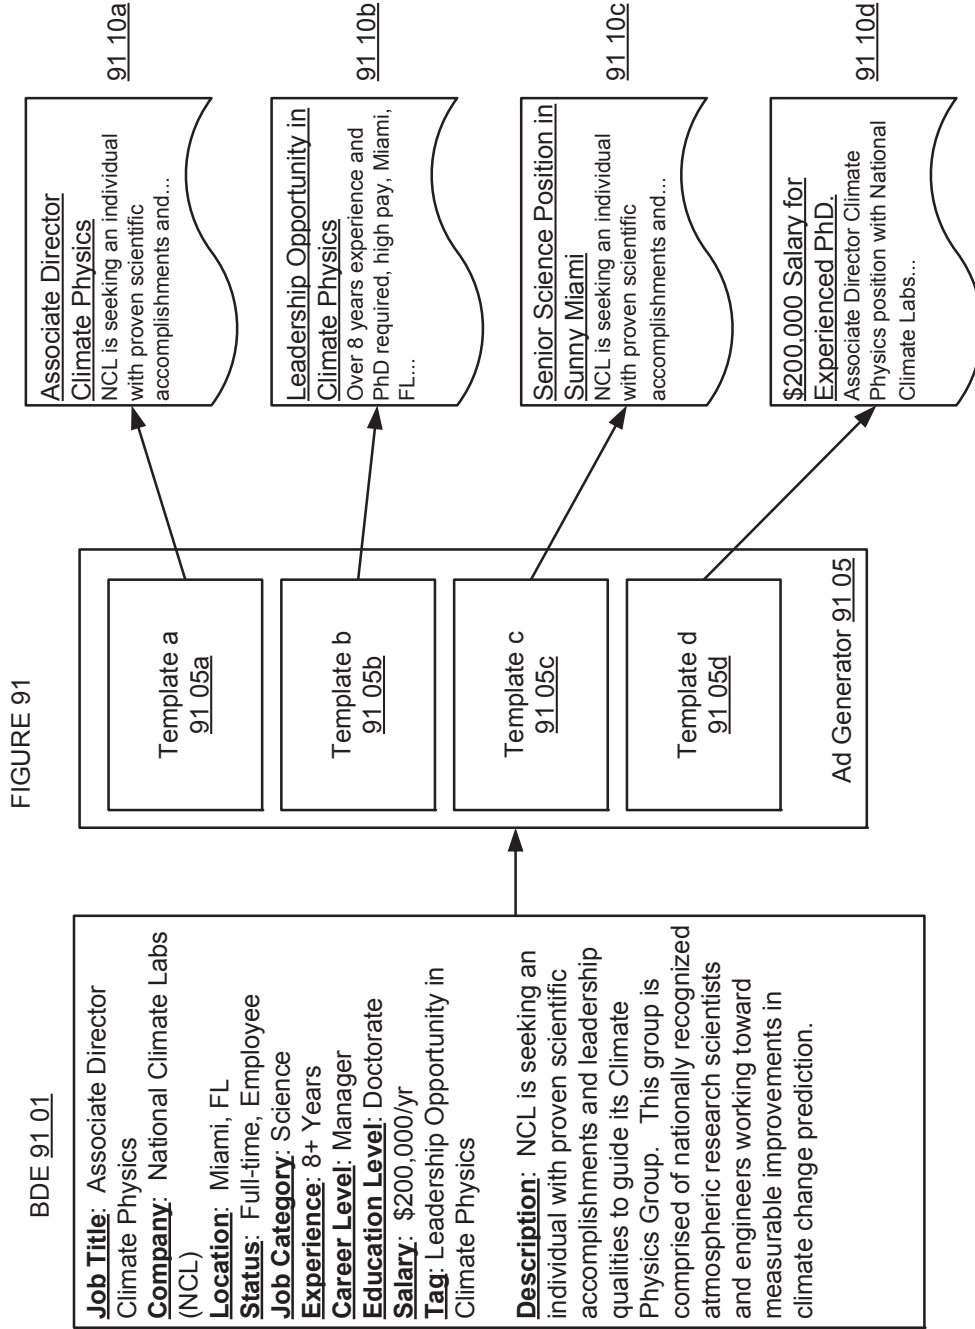 FIGURE 91
BDE 91 01
Job Title:  Associate Director
Climate Physics
Company:  National Climate Labs
(NCL)
Location:  Miami, FL
Status:  Full-time, Employee
Job Category: Science
Experience: 8+ Years
Career Level: Manager
Education Level: Doctorate
Salary:  $200,000/yr
Tag: Leadership Opportunity in
Climate Physics
Description:  NCL is seeking an
individual with proven scientific
accomplishments and leadership
qualities to guide its Climate
Physics Group.  This group is
comprised of nationally recognized
atmospheric research scientists
and engineers working toward
measurable improvements in
climate change prediction.
Template a
91 05a
Template b
91 05b
Template c
91 05c
Template d
91 05d
Ad Generator 91 05
Associate Director
Climate Physics
NCL is seeking an individual
with proven scientific
accomplishments and...
91 10a
Leadership Opportunity in
Climate Physics
Over 8 years experience and
PhD required, high pay, Miami,
FL...
91 10b
Senior Science Position in
Sunny Miami
NCL is seeking an individual
with proven scientific
accomplishments and...
91 10c
$200,000 Salary for
Experienced Ph.D.
Associate Director Climate
Physics position with National
Climate Labs...
91 10d